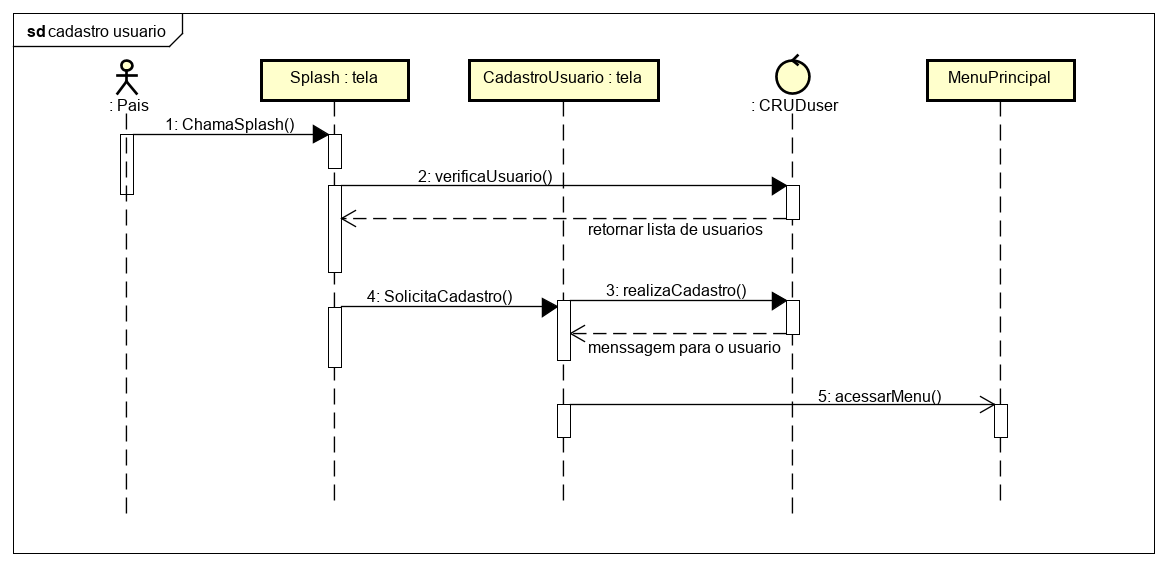 sd cadastro usuario
: Pais
Splash : tela
CadastroUsuario : tela
: CRUDuser
MenuPrincipal
1: ChamaSplash()
2: verificaUsuario()
retornar lista de usuarios
4: SolicitaCadastro()
3: realizaCadastro()
menssagem para o usuario
5: acessarMenu()